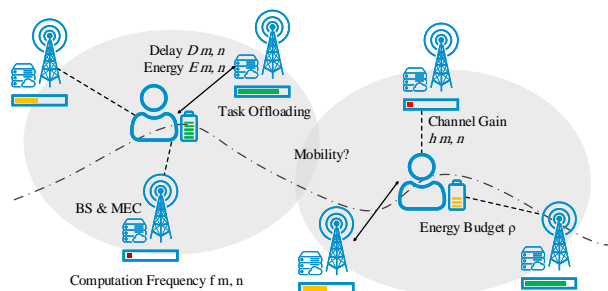 Delay D m, n
Energy E m, n
Task Offloading
Channel Gain
h m, n
Mobility?
BS & MEC
Energy Budget ρ
Computation Frequency f m, n